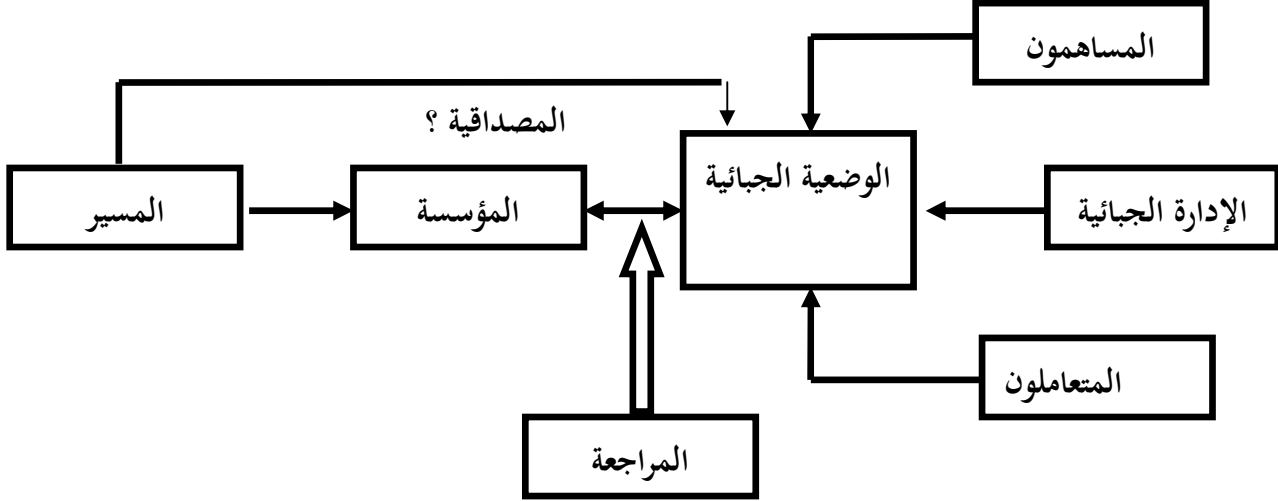 المساهمون
المصداقية ؟
الوضعية الجبائية
الإدارة الجبائية
المؤسسة
المسير
المتعاملون
المراجعة